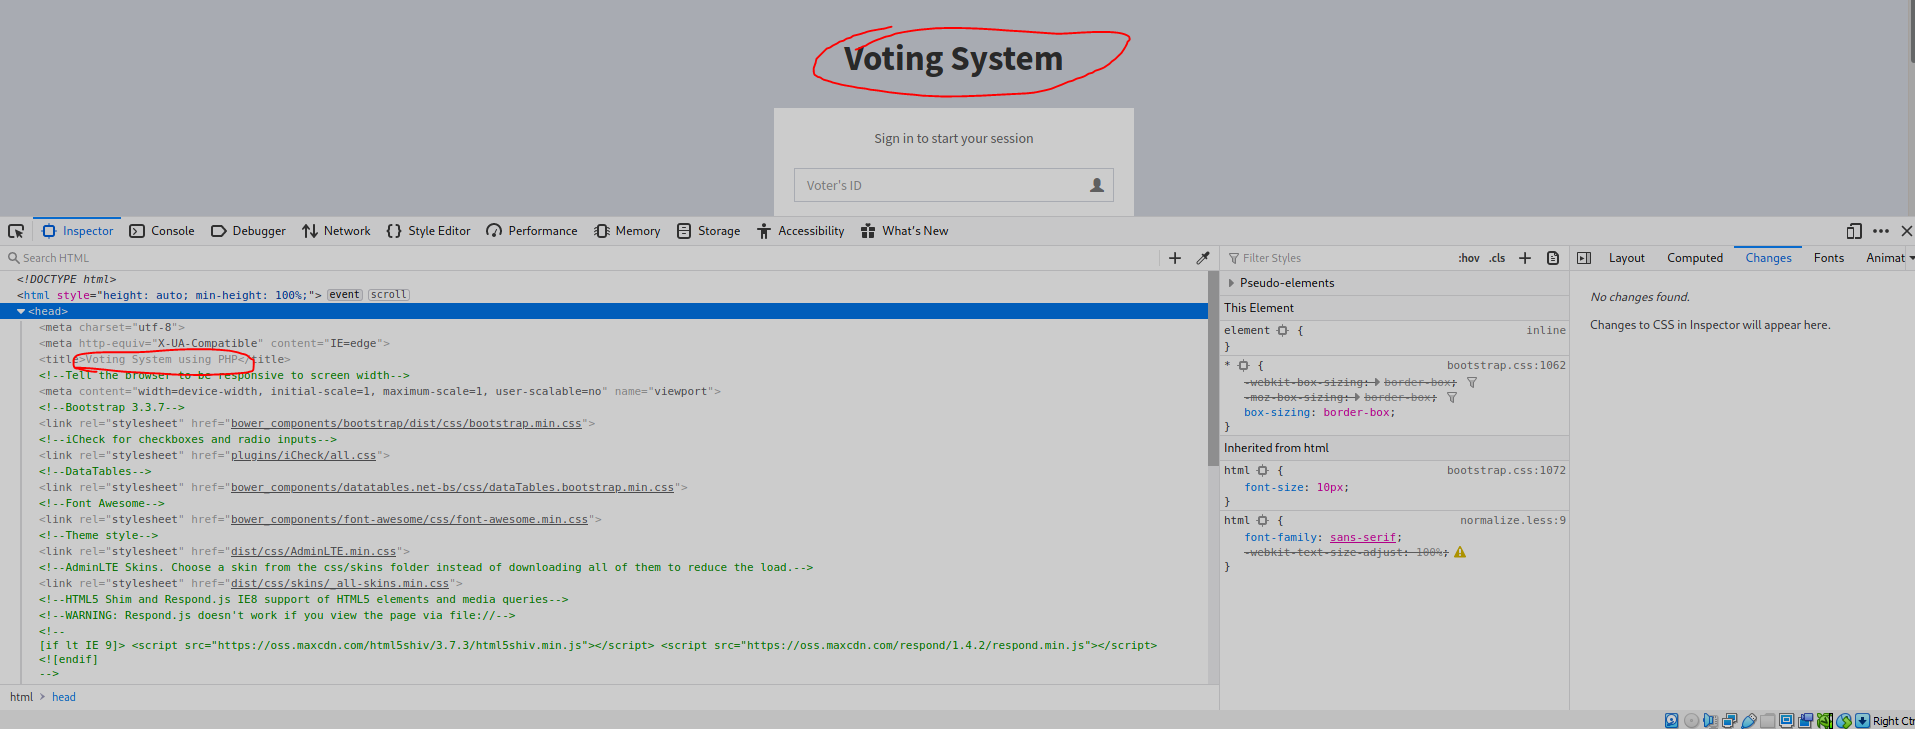 Voting System
Sign in to start your session
Voter's ID
Inspector Console Debugger Network Style Editor Performance Memory Storage Accessibility What's New
Search HTML
<!DOCTYPE html>
<html style="height: auto; min-height: 100%;"> event scroll
<head>
<meta charset="utf-8">
<meta http-equiv="X-UA-Compatible" content="IE=edge">
<title>Voting System using PHP</title>
<!--Tell the browser to be responsive to screen width-->
<meta content="width=device-width, initial-scale=1, maximum-scale=1, user-scalable=no" name="viewport">
<!--Bootstrap 3.3.7-->
<link rel="stylesheet" href="bower_components/bootstrap/dist/css/bootstrap.min.css">
<!--iCheck for checkboxes and radio inputs-->
<link rel="stylesheet" href="plugins/iCheck/all.css">
<!--DataTables-->
<link rel="stylesheet" href="bower_components/datatables.net-bs/css/dataTables.bootstrap.min.css">
<!--Font Awesome-->
<link rel="stylesheet" href="bower_components/font-awesome/css/font-awesome.min.css">
<!--Theme style-->
<link rel="stylesheet" href="dist/css/AdminLTE.min.css">
<!--AdminLTE Skins. Choose a skin from the css/skins folder instead of downloading all of them to reduce the load.-->
<link rel="stylesheet" href="dist/css/skins/_all-skins.min.css">
<!--HTML5 Shim and Respond.js IE8 support of HTML5 elements and media queries-->
<!--WARNING: Respond.js doesn't work if you view the page via file://-->
<!--
[if lt IE 9]> <script src="https://oss.maxcdn.com/html5shiv/3.7.3/html5shiv.min.js"></script> <script src="https://oss.maxcdn.com/respond/1.4.2/respond.min.js"></script>
<![endif]
-->
html > head
Filter Styles :hov .cls +
Pseudo-elements
This Element
element { inline
}
* { bootstrap.css:1062
-webkit-box-sizing: border-box;
-moz-box-sizing: border-box;
box-sizing: border-box;
}
Inherited from html
html { bootstrap.css:1072
font-size: 10px;
}
html { normalize.less:9
font-family: sans-serif;
-webkit-text-size-adjust: 100%;
}
Layout Computed Changes Fonts Animat
No changes found.
Changes to CSS in Inspector will appear here.
Right Ctr